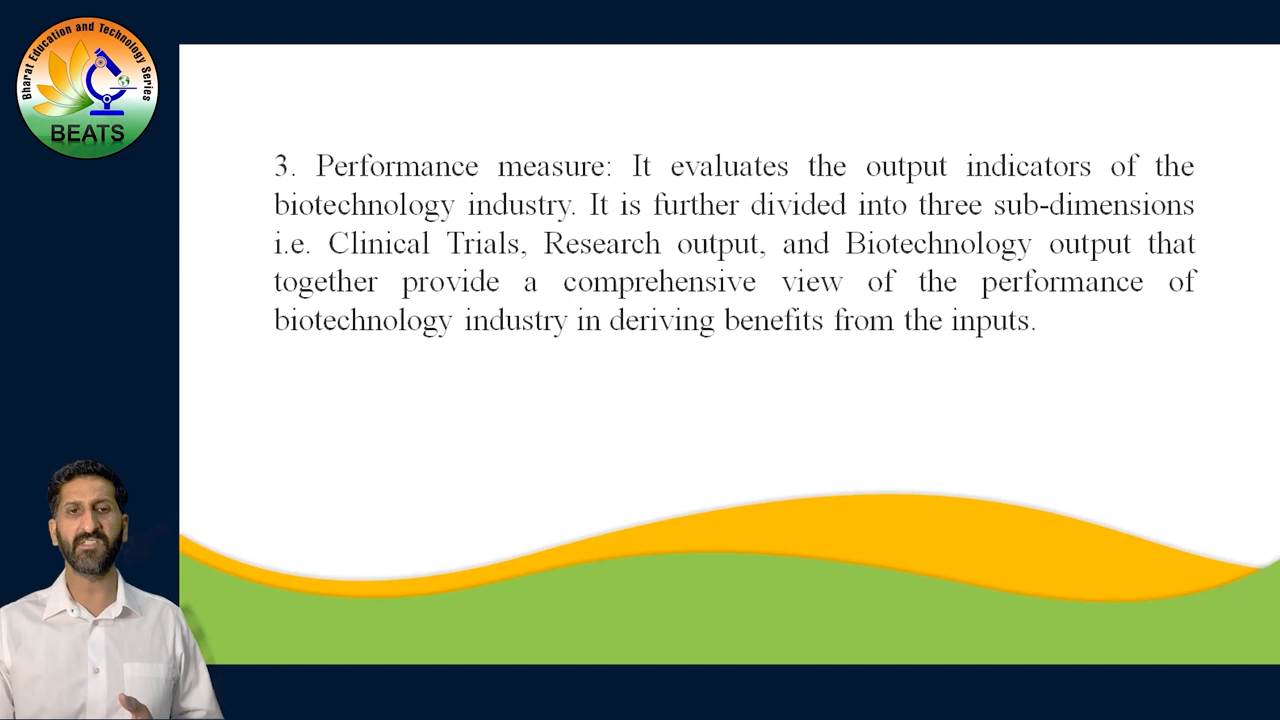 Bharat Education and Technology Series
BEATS
3. Performance measure: It evaluates the output indicators of the
biotechnology industry. It is further divided into three sub-dimensions
i.e. Clinical Trials, Research output, and Biotechnology output that
together provide a comprehensive view of the performance of
biotechnology industry in deriving benefits from the inputs.